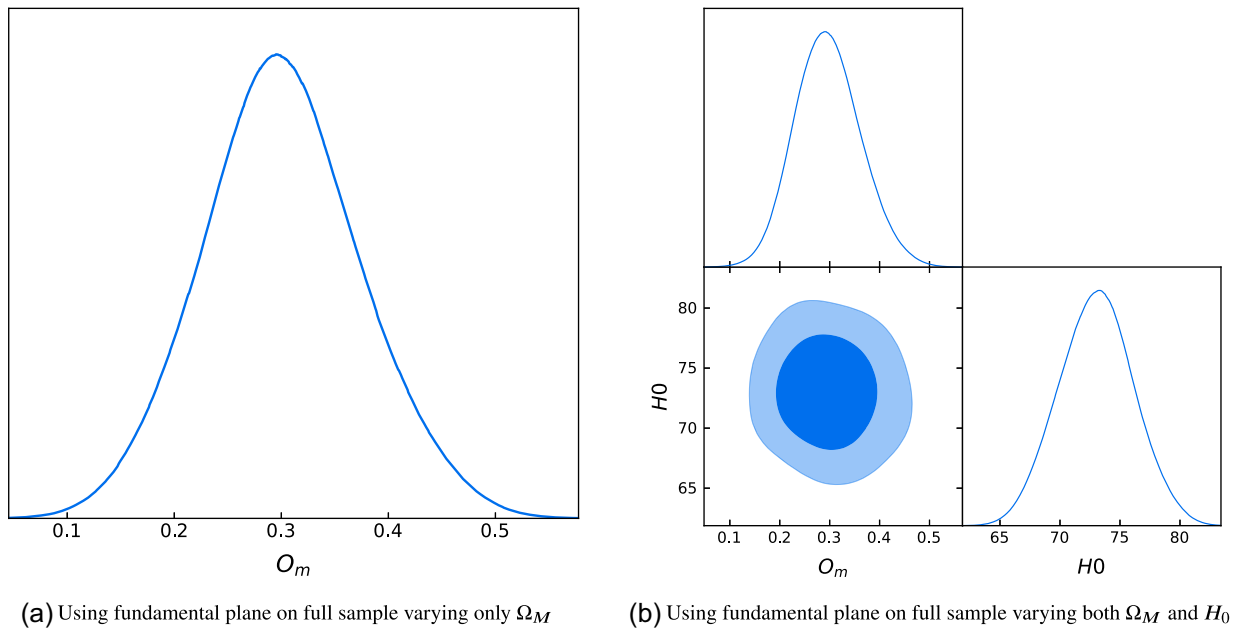 0.1 0.2 0.3 0.4 0.5
O_m
80
75
70
65
H0
0.1 0.2 0.3 0.4 0.5
O_m
65 70 75 80
H0
(a) Using fundamental plane on full sample varying only Ω_M
(b) Using fundamental plane on full sample varying both Ω_M and H_0